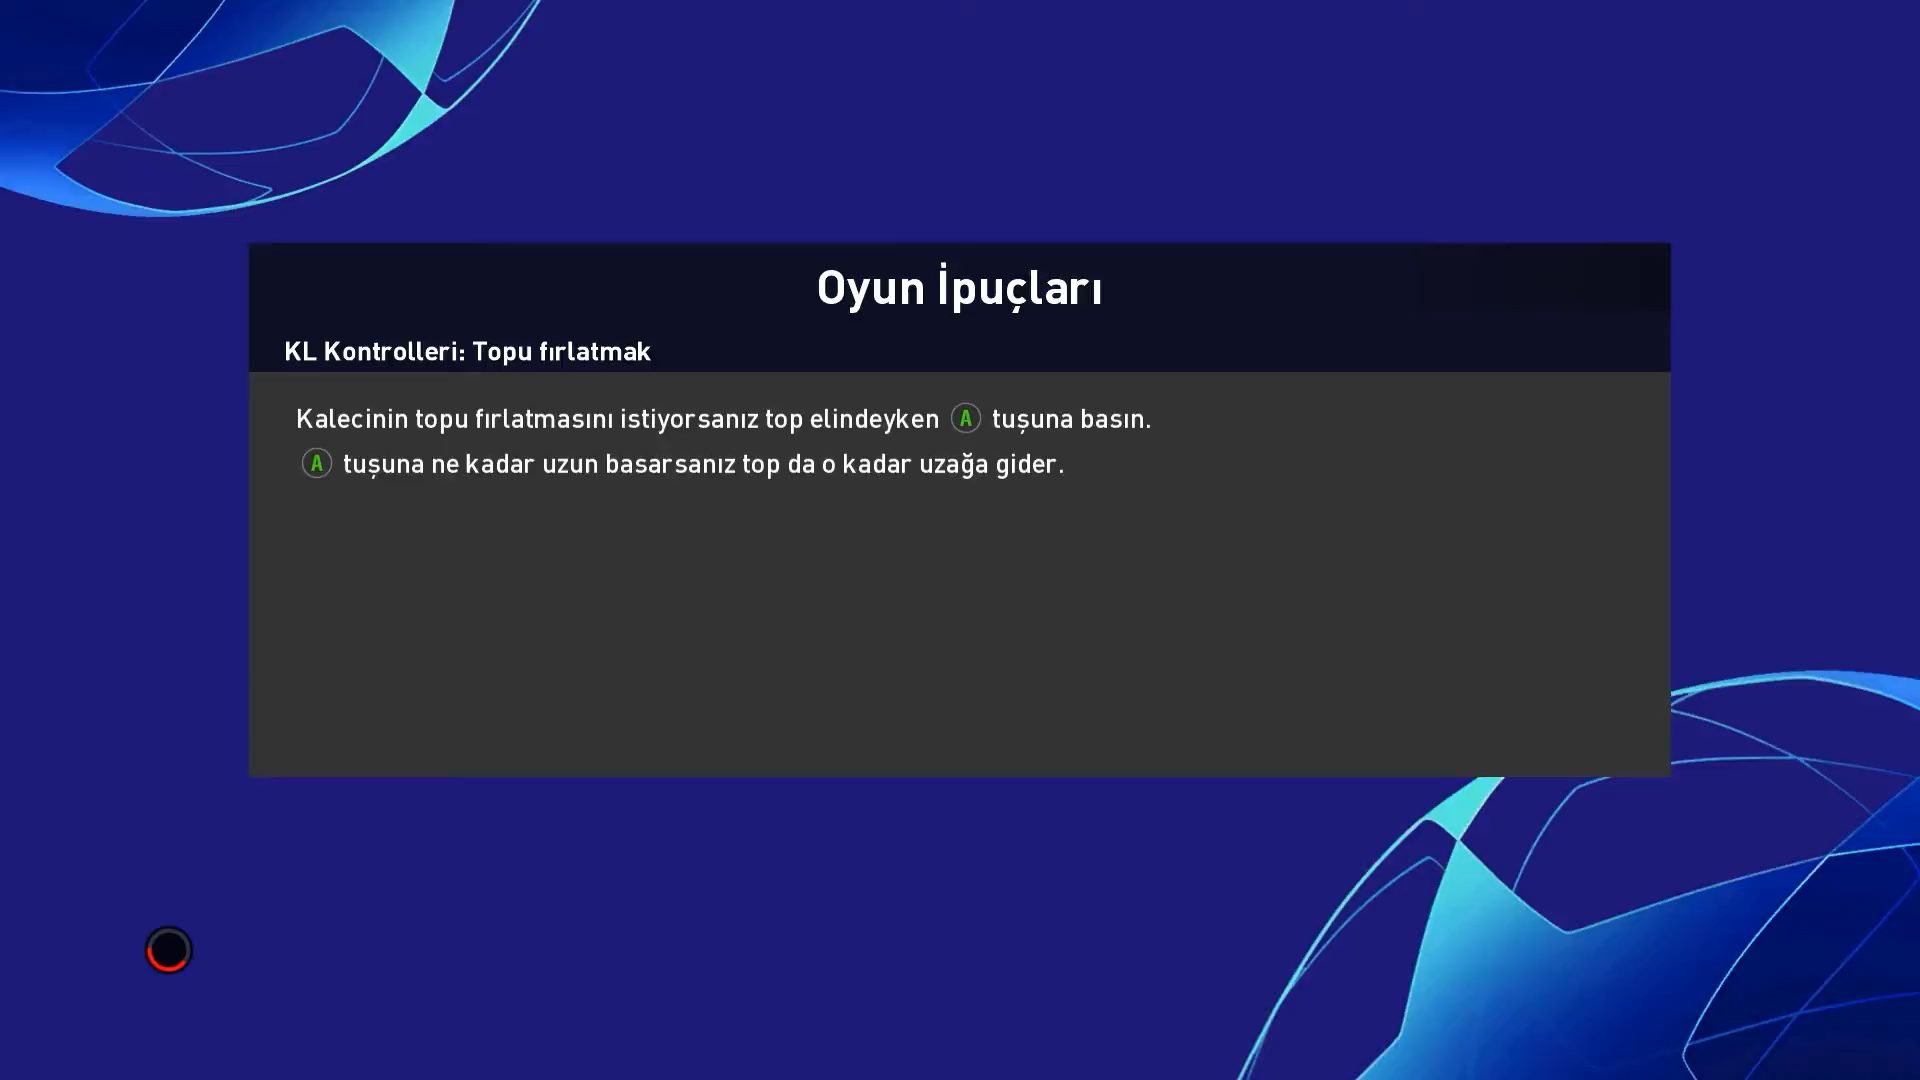 Oyun İpuçları
KL Kontrolleri: Topu fırlatmak
Kalecinin topu fırlatmasını istiyorsanız top elindeyken A tuşuna basın.
A tuşuna ne kadar uzun basarsanız top da o kadar uzağa gider.